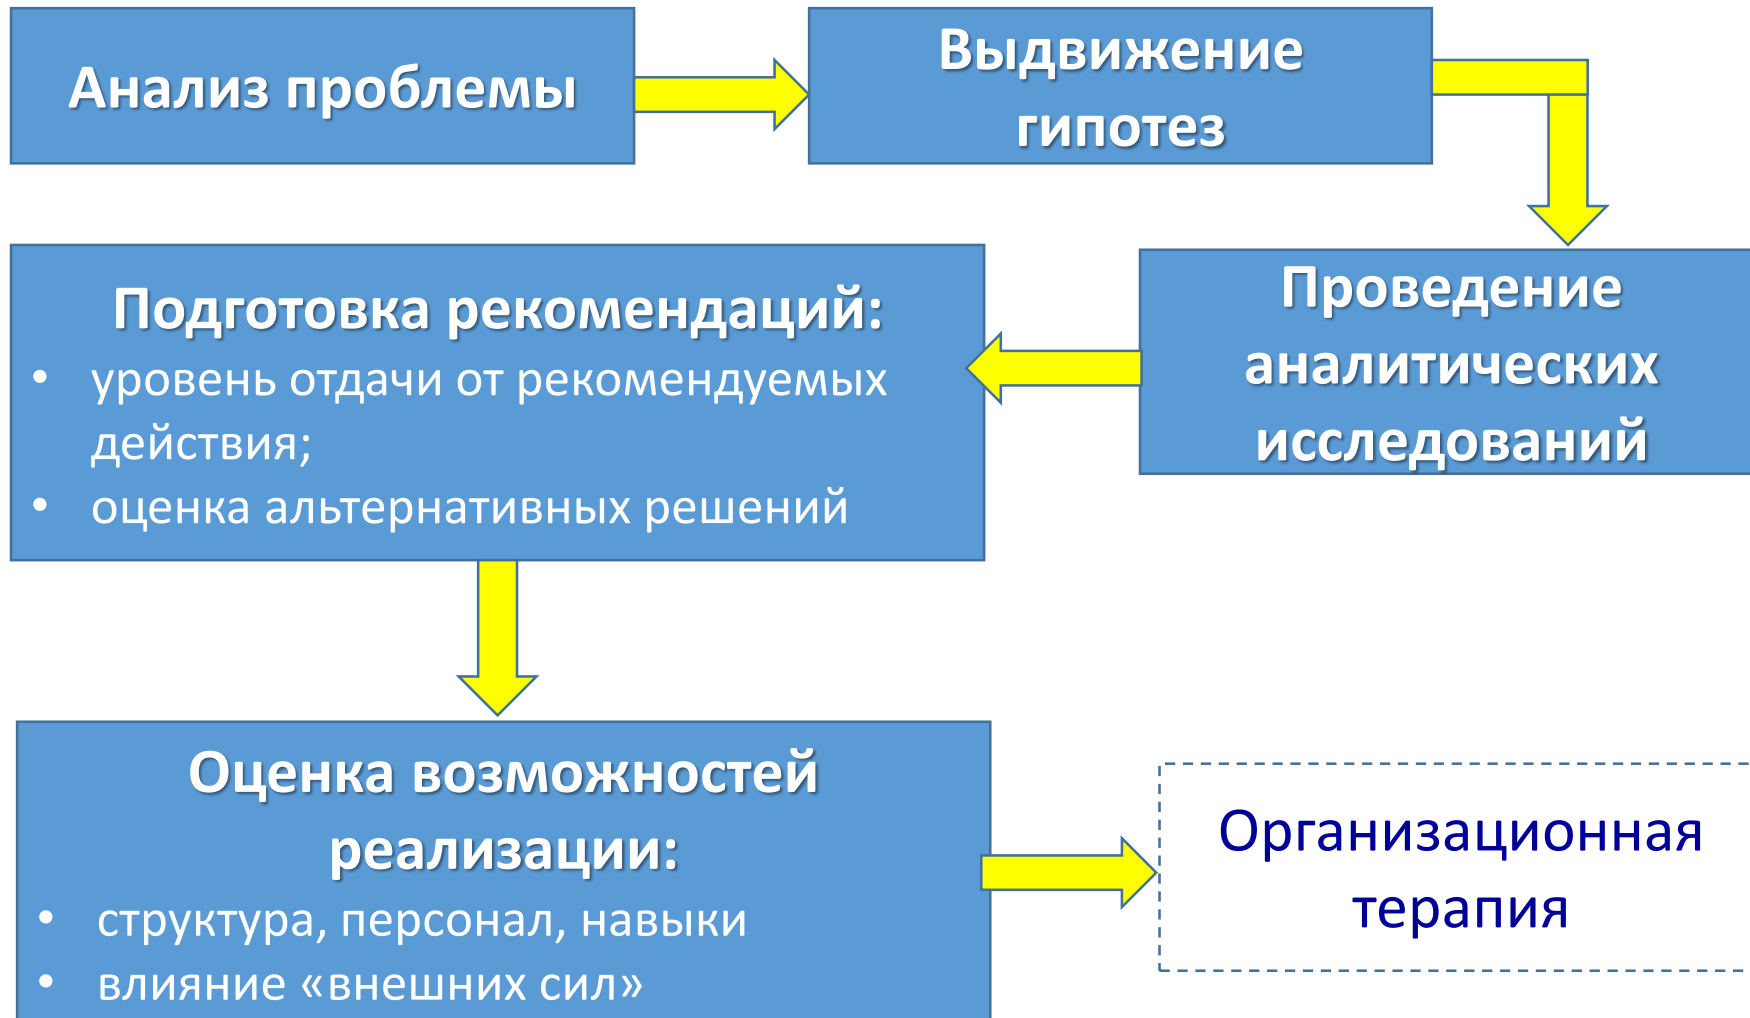 Анализ проблемы
Выдвижение
гипотез
Проведение
аналитических
исследований
Подготовка рекомендаций:
• уровень отдачи от рекомендуемых
действия;
• оценка альтернативных решений
Оценка возможностей
реализации:
• структура, персонал, навыки
• влияние «внешних сил»
Организационная
терапия